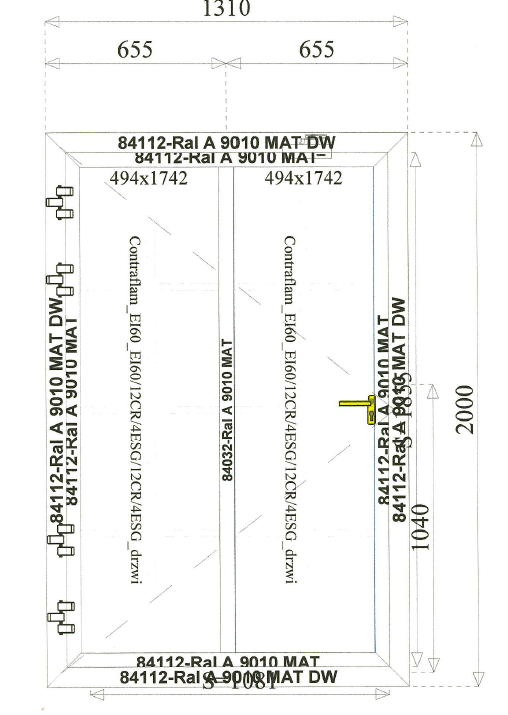 1310
655 655
84112-Ral A 9010 MAT DW
84112-Ral A 9010 MAT
494x1742 494x1742
Contraflam_EI60_EI60/12CR/4ESG/12CR/4ESG_drzwi
Contraflam_EI60_EI60/12CR/4ESG/12CR/4ESG_drzwi
84112-Ral A 9010 MAT DW
84112-Ral A 9010 MAT
84032-Ral A 9010 MAT
84112-Ral A 9010 MAT
84112-Ral A 9010 MAT DW
2000
1040
84112-Ral A 9010 MAT
84112-Ral A 9010 MAT DW
S=1081